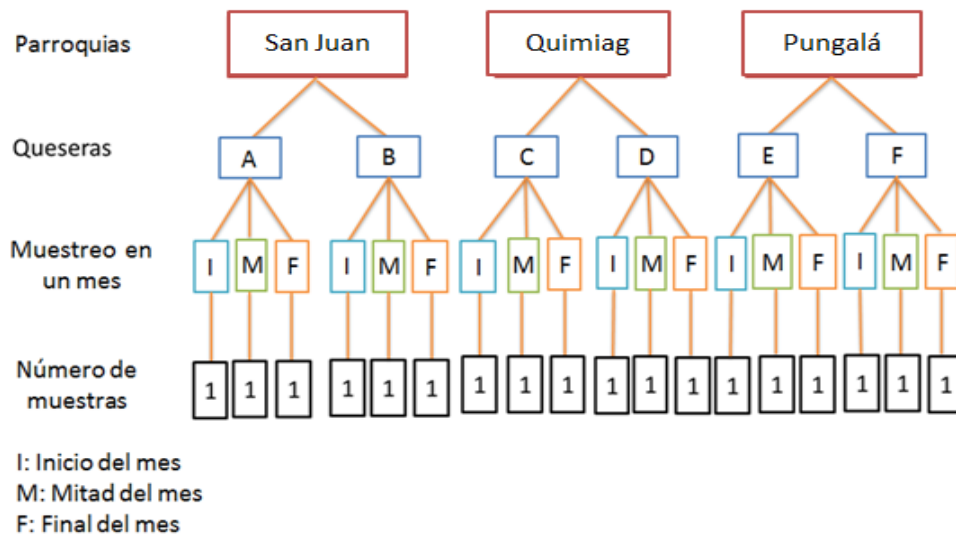 Parroquias San Juan Quimiag Pungalá
Queseras A B C D E F
Muestreo en
un mes
I M F I M F I M F I M F I M F I M F
Número de
muestras
1 1 1 1 1 1 1 1 1 1 1 1 1 1 1 1 1 1
I: Inicio del mes
M: Mitad del mes
F: Final del mes